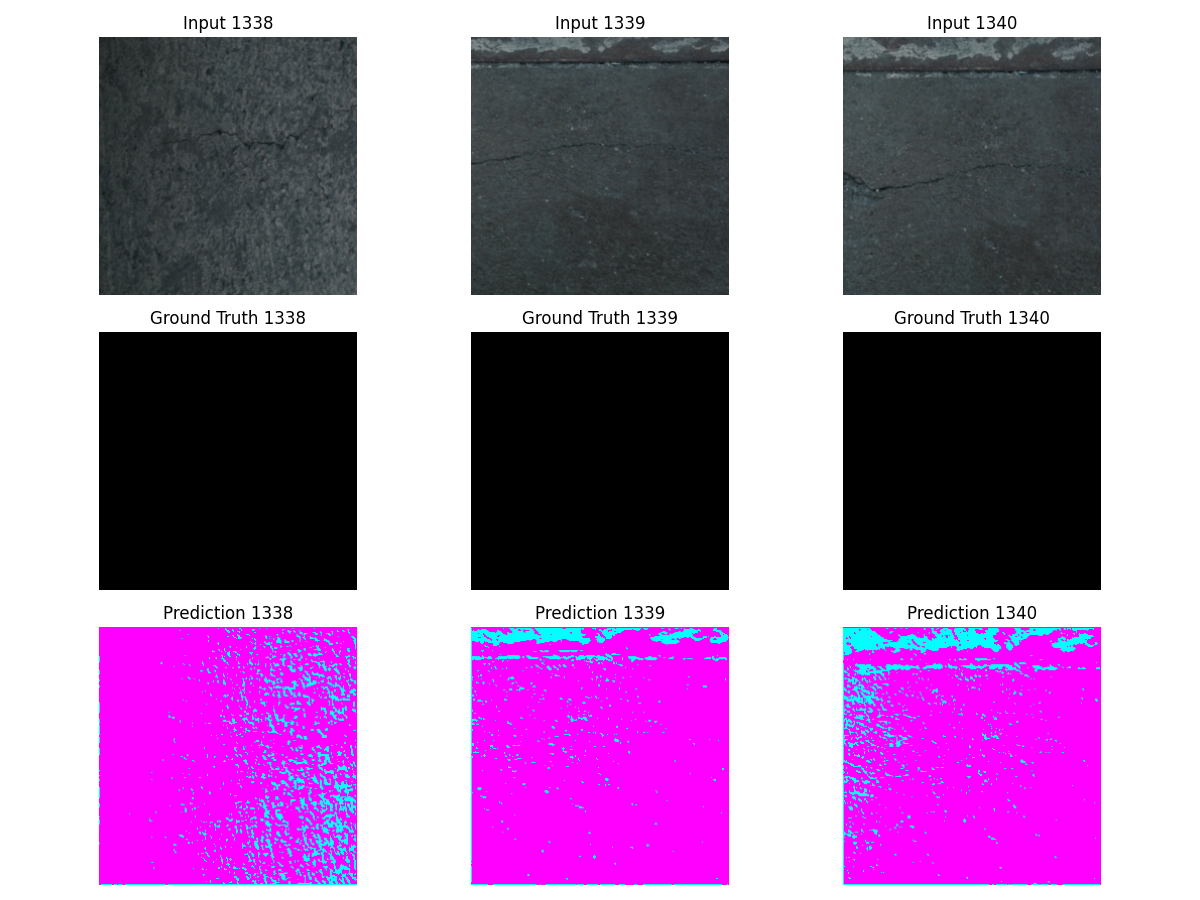 Input 1338
Input 1339
Input 1340
Ground Truth 1338
Ground Truth 1339
Ground Truth 1340
Prediction 1338
Prediction 1339
Prediction 1340